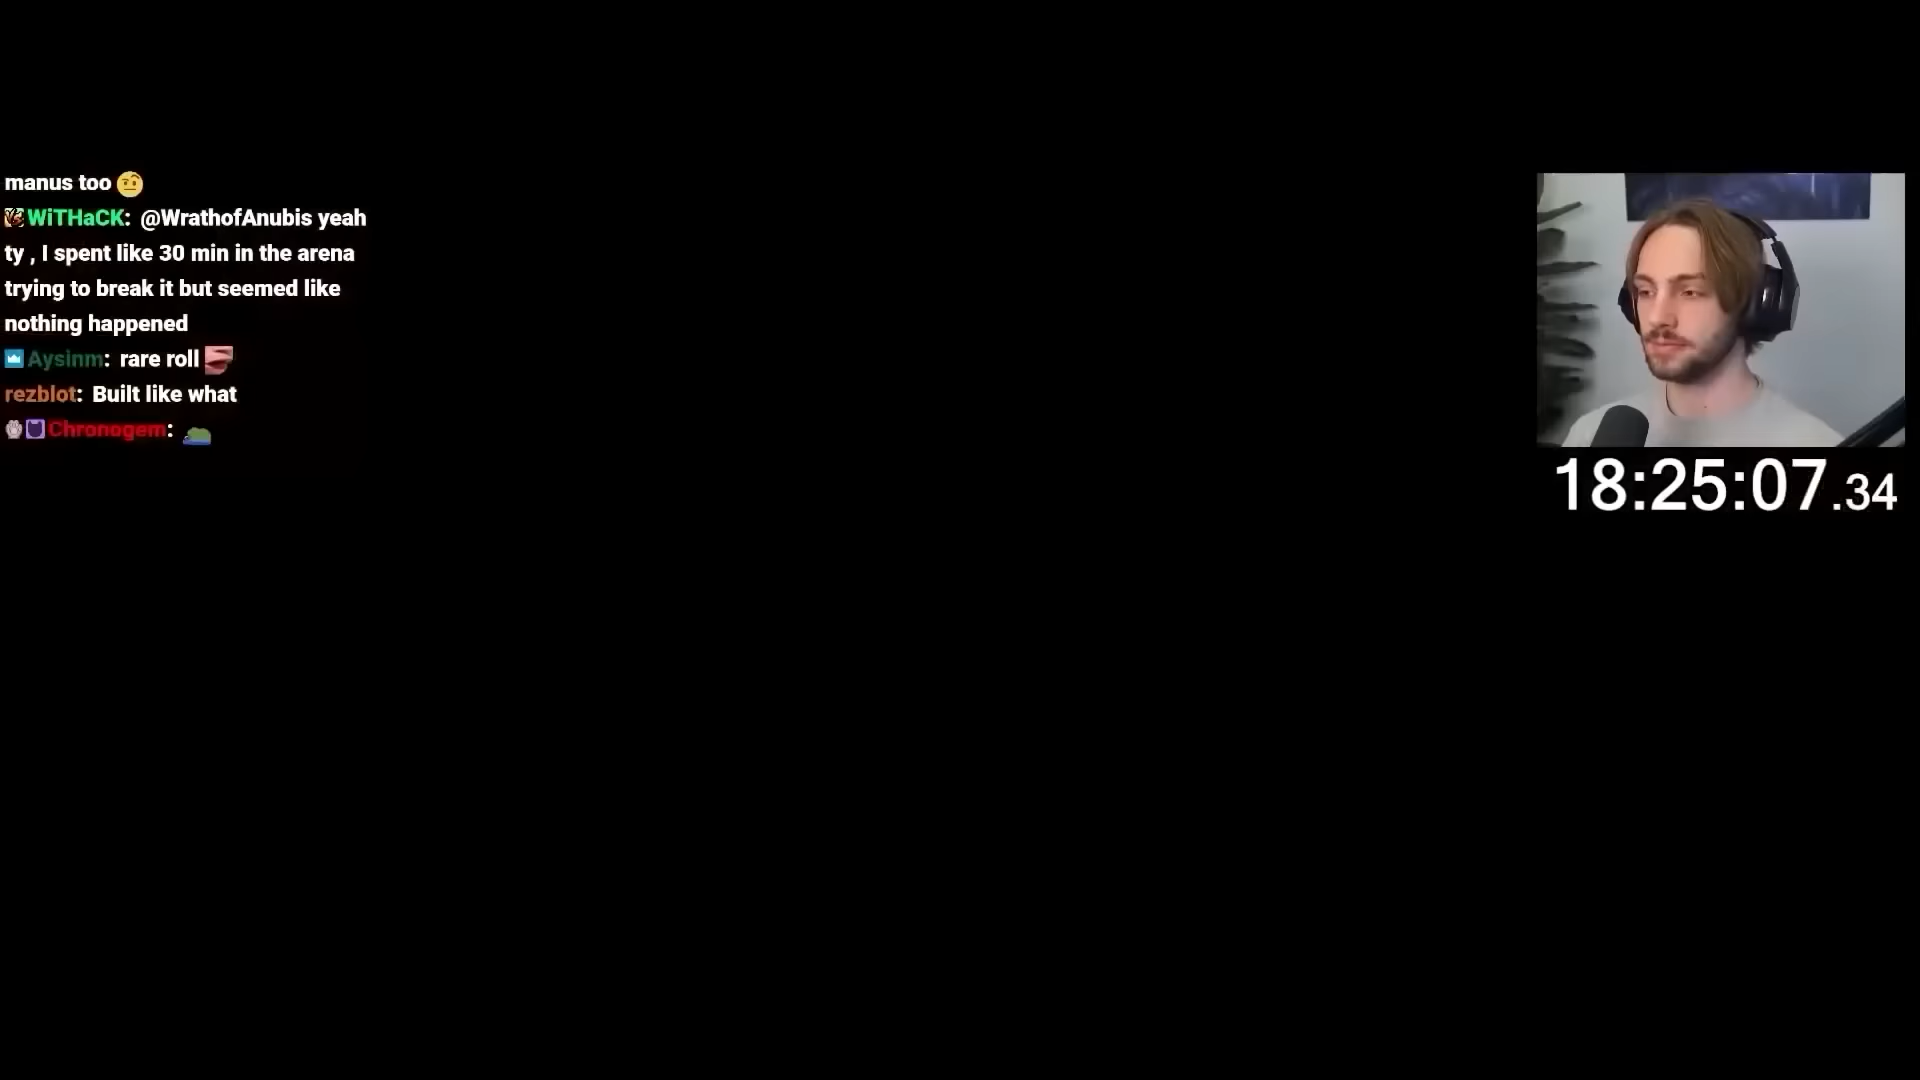 manus too
WiTHaCK: @WrathofAnubis yeah
ty , I spent like 30 min in the arena
trying to break it but seemed like
nothing happened
Aysinm: rare roll
rezblot: Built like what
Chronogem:
18:25:07.34